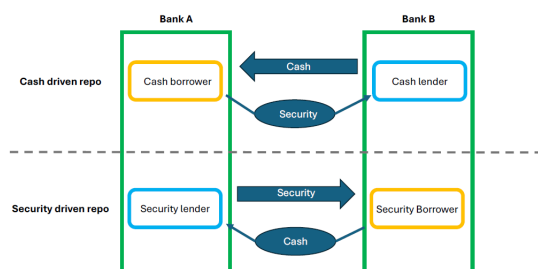 Bank A
Bank B
Cash
Cash driven repo
Cash borrower
Cash lender
Security
Security
Security driven repo
Security lender
Security Borrower
Cash